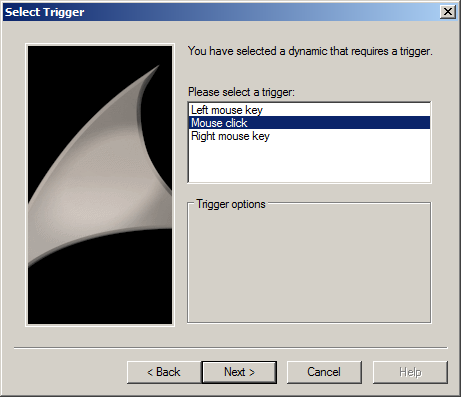 Select Trigger
You have selected a dynamic that requires a trigger.
Please select a trigger:
Left mouse key
Mouse click
Right mouse key
Trigger options
< Back Next > Cancel Help